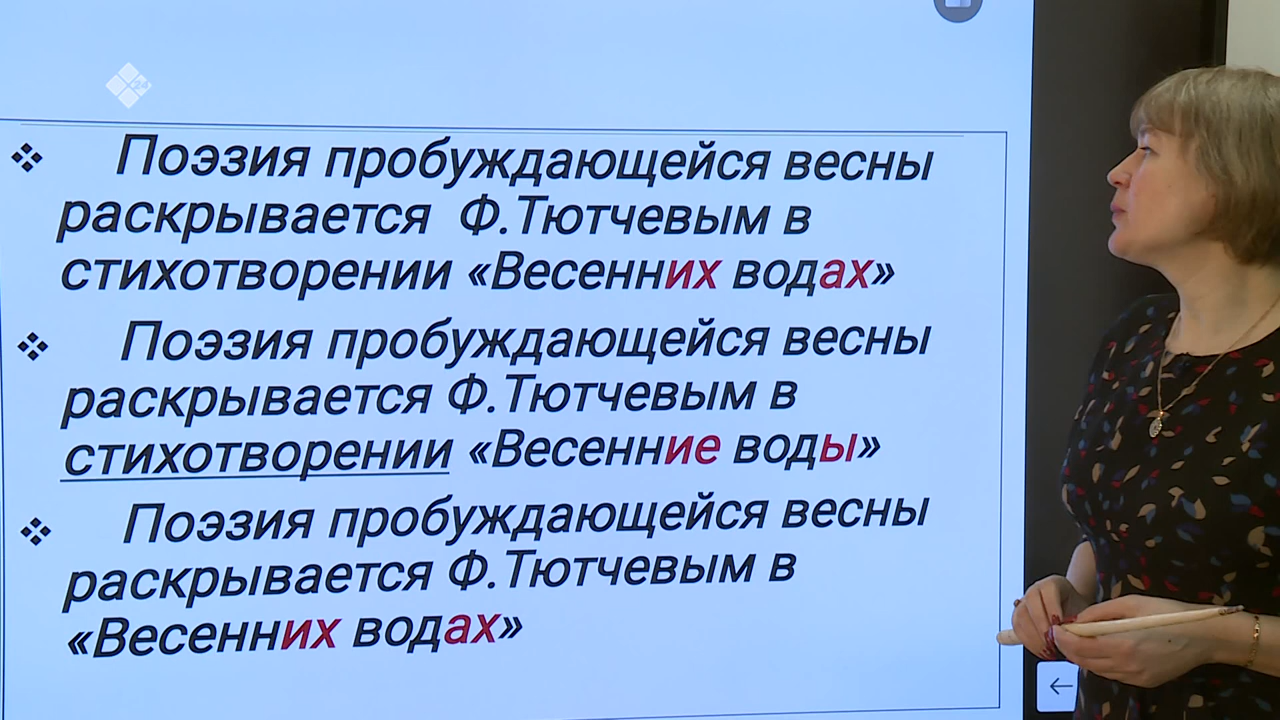 24
Поэзия пробуждающейся весны
раскрывается Ф.Тютчевым в
стихотворении «Весенних водах»
Поэзия пробуждающейся весны
раскрывается Ф.Тютчевым в
стихотворении «Весенние воды»
Поэзия пробуждающейся весны
раскрывается Ф.Тютчевым в
«Весенних водах»